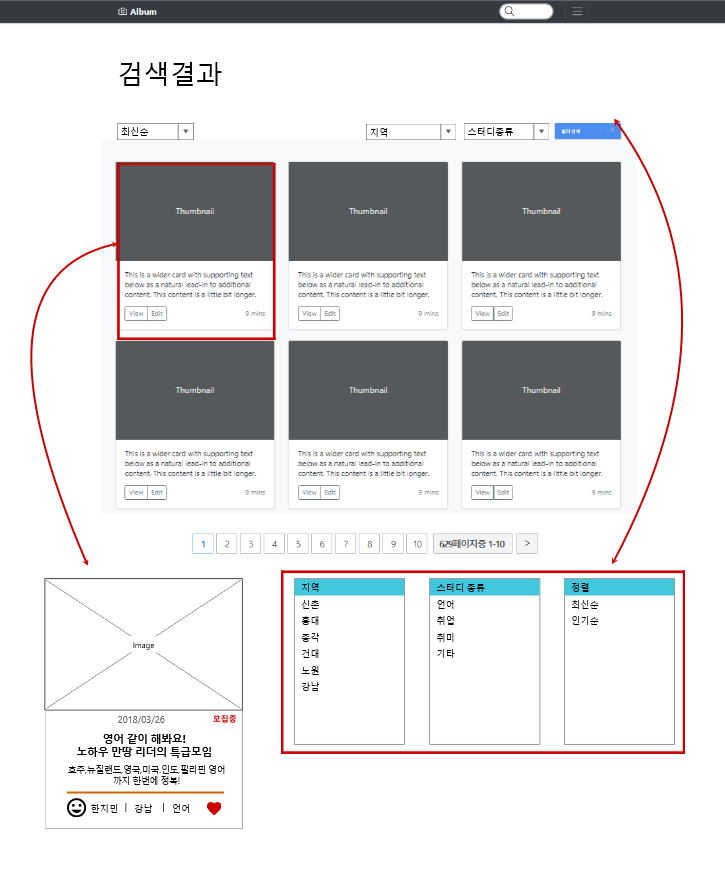 Album
검색결과
최신순
지역
스터디종류
필터 검색
Thumbnail
This is a wider card with supporting text
below as a natural lead-in to additional
content. This content is a little bit longer.
View Edit 9 mins
Thumbnail
This is a wider card with supporting text
below as a natural lead-in to additional
content. This content is a little bit longer.
View Edit 9 mins
Thumbnail
This is a wider card with supporting text
below as a natural lead-in to additional
content. This content is a little bit longer.
View Edit 9 mins
Thumbnail
This is a wider card with supporting text
below as a natural lead-in to additional
content. This content is a little bit longer.
View Edit 9 mins
Thumbnail
This is a wider card with supporting text
below as a natural lead-in to additional
content. This content is a little bit longer.
View Edit 9 mins
Thumbnail
This is a wider card with supporting text
below as a natural lead-in to additional
content. This content is a little bit longer.
View Edit 9 mins
1 2 3 4 5 6 7 8 9 10 629페이지중 1-10 >
Image
2018/03/26 모집중
영어 같이 해봐요!
노하우 만땅 리더의 특급모임
호주,뉴질랜드,영국,미국,인도,필리핀 영어
까지 한번에 정복!
한지민 | 강남 | 언어
지역
신촌
홍대
종각
건대
노원
강남
스터디 종류
언어
취업
취미
기타
정렬
최신순
인기순